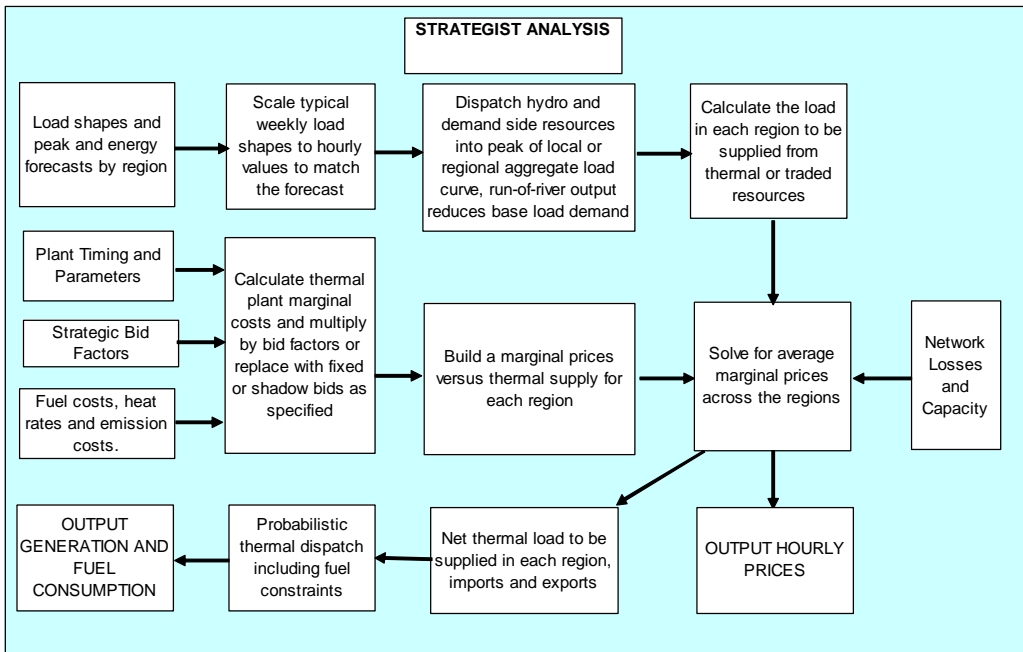 STRATEGIST ANALYSIS
Load shapes and
peak and energy
forecasts by region
Scale typical
weekly load
shapes to hourly
values to match
the forecast
Dispatch hydro and
demand side resources
into peak of local or
regional aggregate load
curve, run-of-river output
reduces base load demand
Calculate the load
in each region to be
supplied from
thermal or traded
resources
Plant Timing and
Parameters
Strategic Bid
Factors
Fuel costs, heat
rates and emission
costs.
Calculate thermal
plant marginal
costs and multiply
by bid factors or
replace with fixed
or shadow bids as
specified
Build a marginal prices
versus thermal supply for
each region
Solve for average
marginal prices
across the regions
Network
Losses
and
Capacity
OUTPUT
GENERATION AND
FUEL
CONSUMPTION
Probabilistic
thermal dispatch
including fuel
constraints
Net thermal load to be
supplied in each region,
imports and exports
OUTPUT HOURLY
PRICES